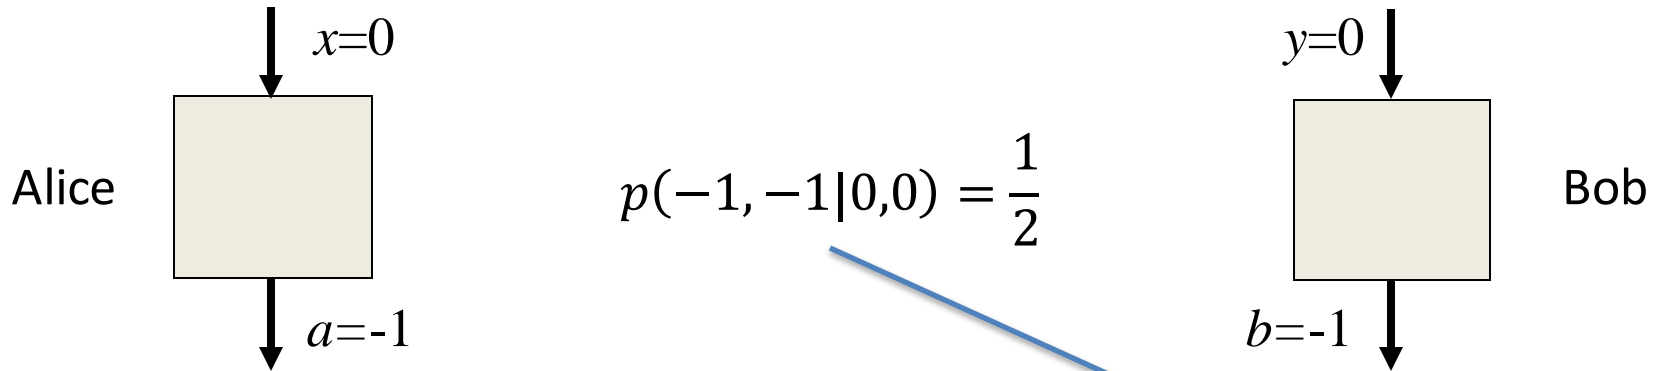 x=0
y=0
Alice
p(−1, −1|0,0) = 1/2
Bob
a=-1
b=-1